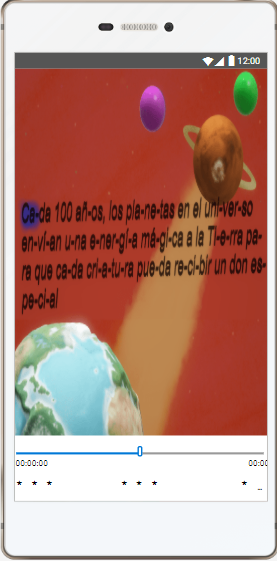 12:00
Ca-da 100 añ-os, los pla-ne-tas en el uni-ver-so
en-ví-an u-na e-ner-gí-a má-gi-ca a la Ti-e-rra pa-
ra que ca-da cri-a-tu-ra pue-da re-ci-bir un don es-
pe-ci-al
00:00:00 00:00
* * * * * * * ..